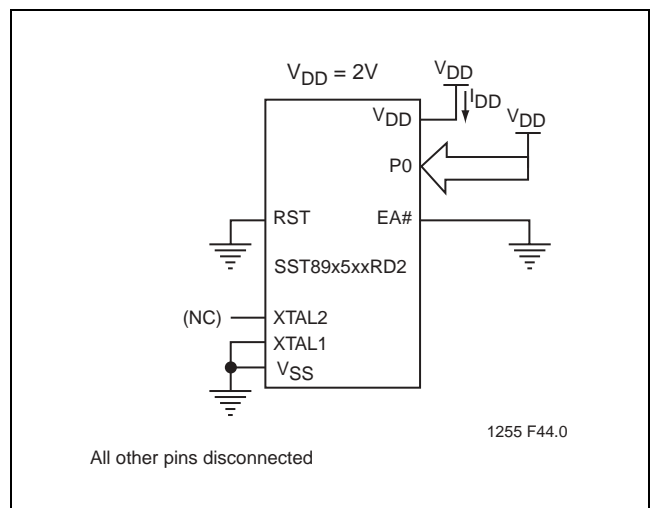 V_DD = 2V
V_DD
I_DD
V_DD
V_DD
P0
RST
EA#
SST89x5xxRD2
(NC)
XTAL2
XTAL1
V_SS
1255 F44.0
All other pins disconnected